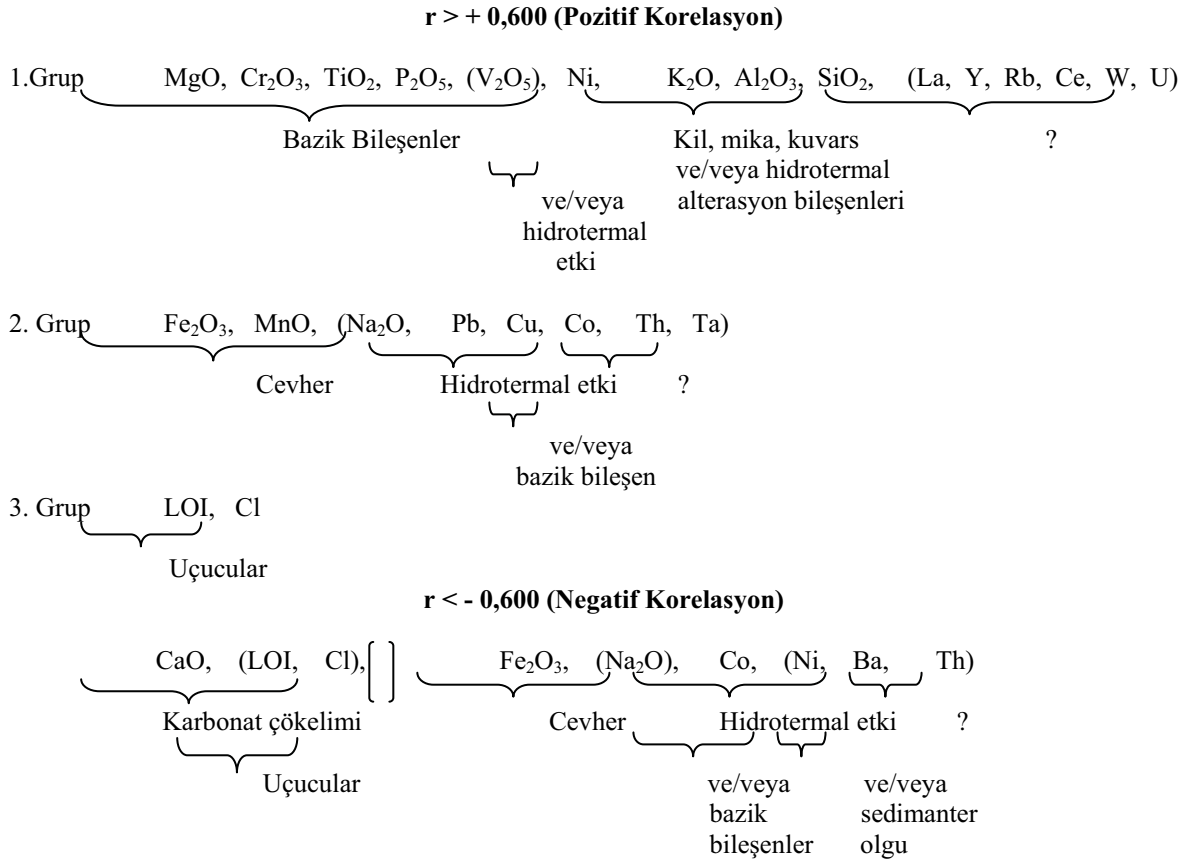 r > + 0,600 (Pozitif Korelasyon)
1.Grup MgO, Cr₂O₃, TiO₂, P₂O₅, (V₂O₅), Ni, K₂O, Al₂O₃, SiO₂, (La, Y, Rb, Ce, W, U)
Bazik Bileşenler Kil, mika, kuvars ?
ve/veya hidrotermal
ve/veya alterasyon bileşenleri
hidrotermal
etki
2. Grup Fe₂O₃, MnO, (Na₂O, Pb, Cu, Co, Th, Ta)
Cevher Hidrotermal etki ?
ve/veya
bazik bileşen
3. Grup LOI, Cl
Uçucular
r < - 0,600 (Negatif Korelasyon)
CaO, (LOI, Cl), [ ] Fe₂O₃, (Na₂O), Co, (Ni, Ba, Th)
Karbonat çökelimi Cevher Hidrotermal etki ?
Uçucular ve/veya ve/veya
bazik sedimanter
bileşenler olgu